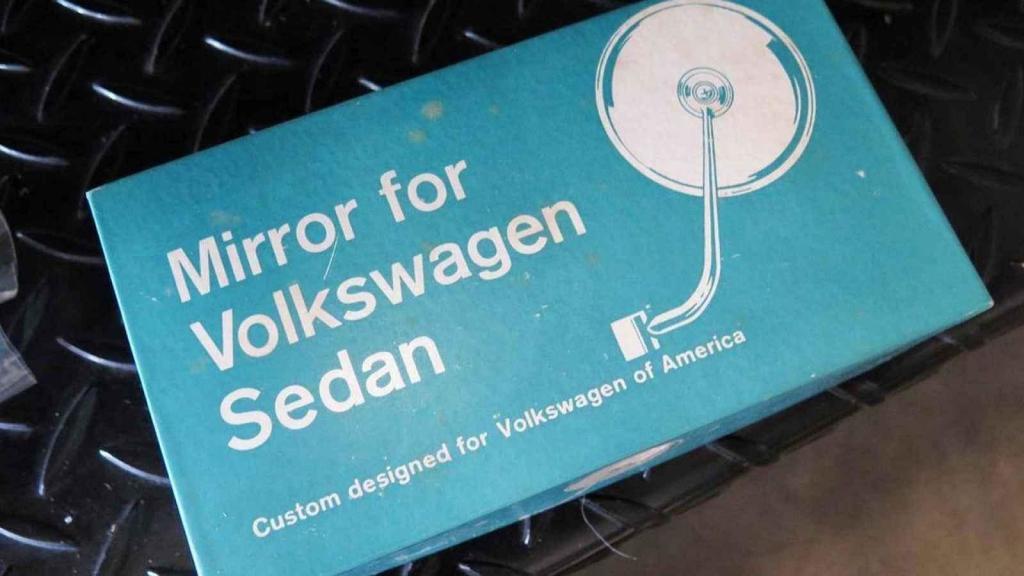 Mirror for
Volkswagen
Sedan
Custom designed for Volkswagen of America